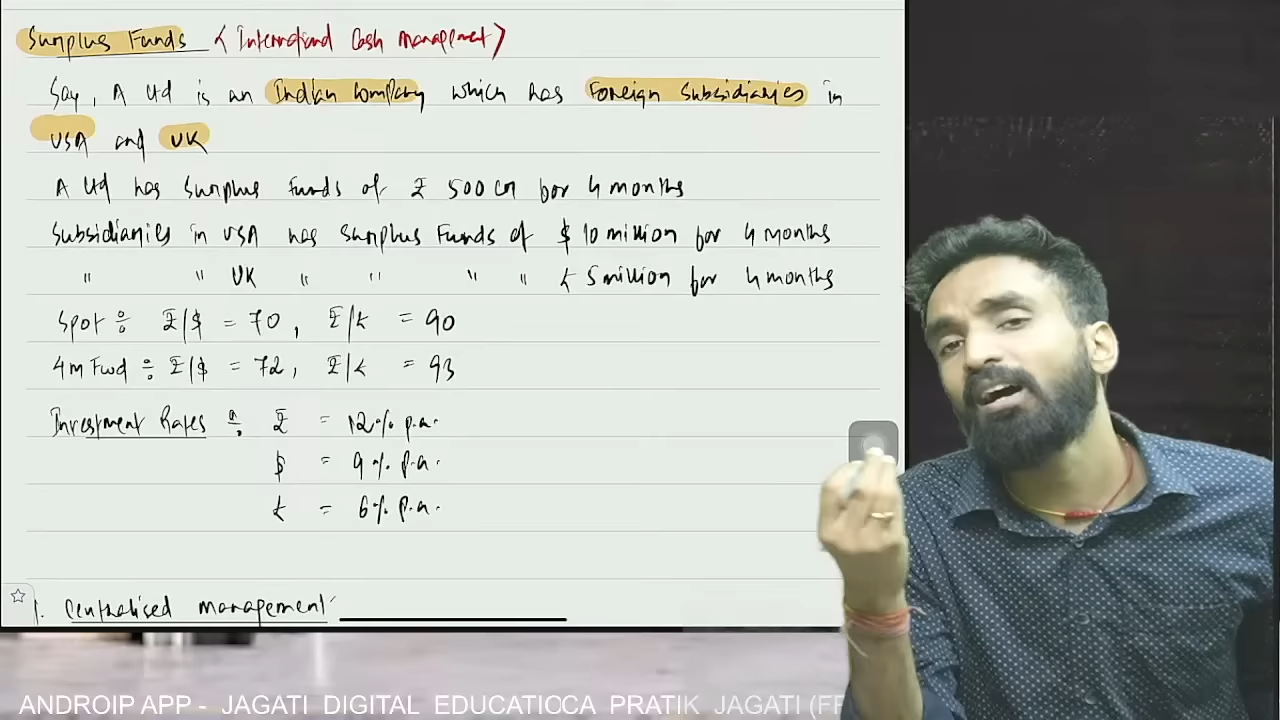 Surplus Funds (International Cash Management)
Say, A Ltd is an Indian Company which has Foreign Subsidiaries in
USA and UK
A Ltd has Surplus Funds of ₹ 500 cr for 4 months
Subsidiaries in USA has Surplus Funds of $ 10 million for 4 months
" " UK " " " " £ 5 million for 4 months
Spot : ₹/$ = 70, ₹/£ = 90
4m Fwd : ₹/$ = 72, ₹/£ = 93
Investment Rates : ₹ = 12% p.a.
$ = 9% p.a.
£ = 6% p.a.
1. Centralised management
ANDROIP APP - JAGATI DIGITAL EDUCATIOCA PRATIK JAGATI (FR